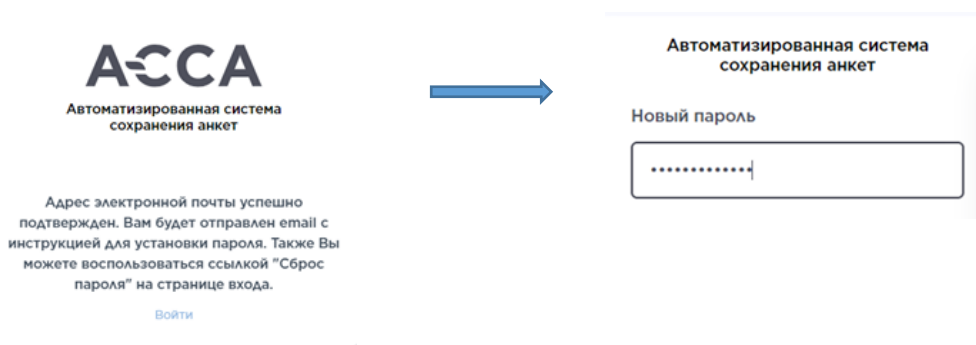 АССА
Автоматизированная система
сохранения анкет
Адрес электронной почты успешно
подтвержден. Вам будет отправлен email с
инструкцией для установки пароля. Также Вы
можете воспользоваться ссылкой "Сброс
пароля" на странице входа.
Войти
Автоматизированная система
сохранения анкет
Новый пароль
•••••••••••••